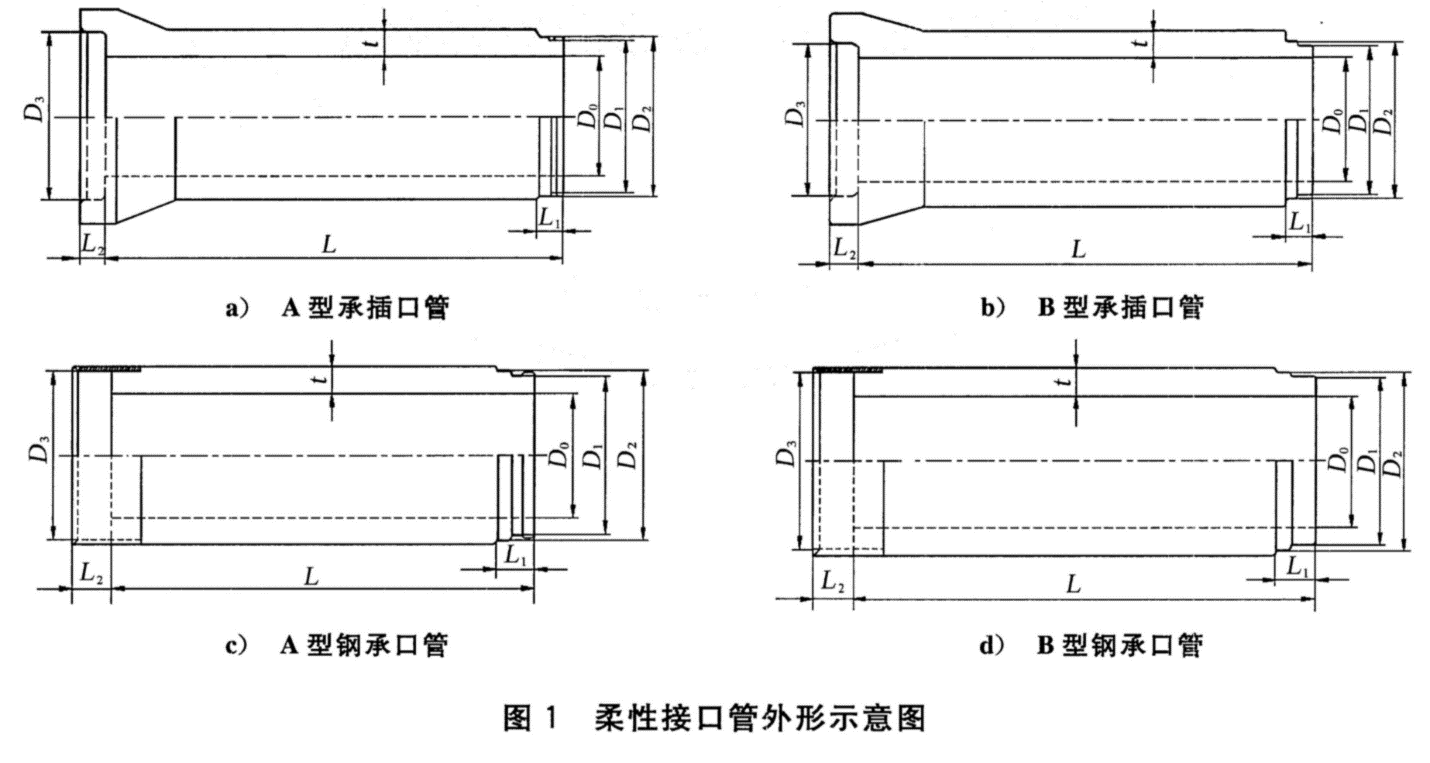 t
D₃
D₀
D₁
D₂
L₁
L₂
L
a) A 型承插口管
t
D₃
D₀
D₁
D₂
L₁
L₂
L
b) B 型承插口管
t
D₃
D₀
D₁
D₂
L₁
L₂
L
c) A 型钢承口管
t
D₃
D₀
D₁
D₂
L₁
L₂
L
d) B 型钢承口管
图 1 柔性接口管外形示意图